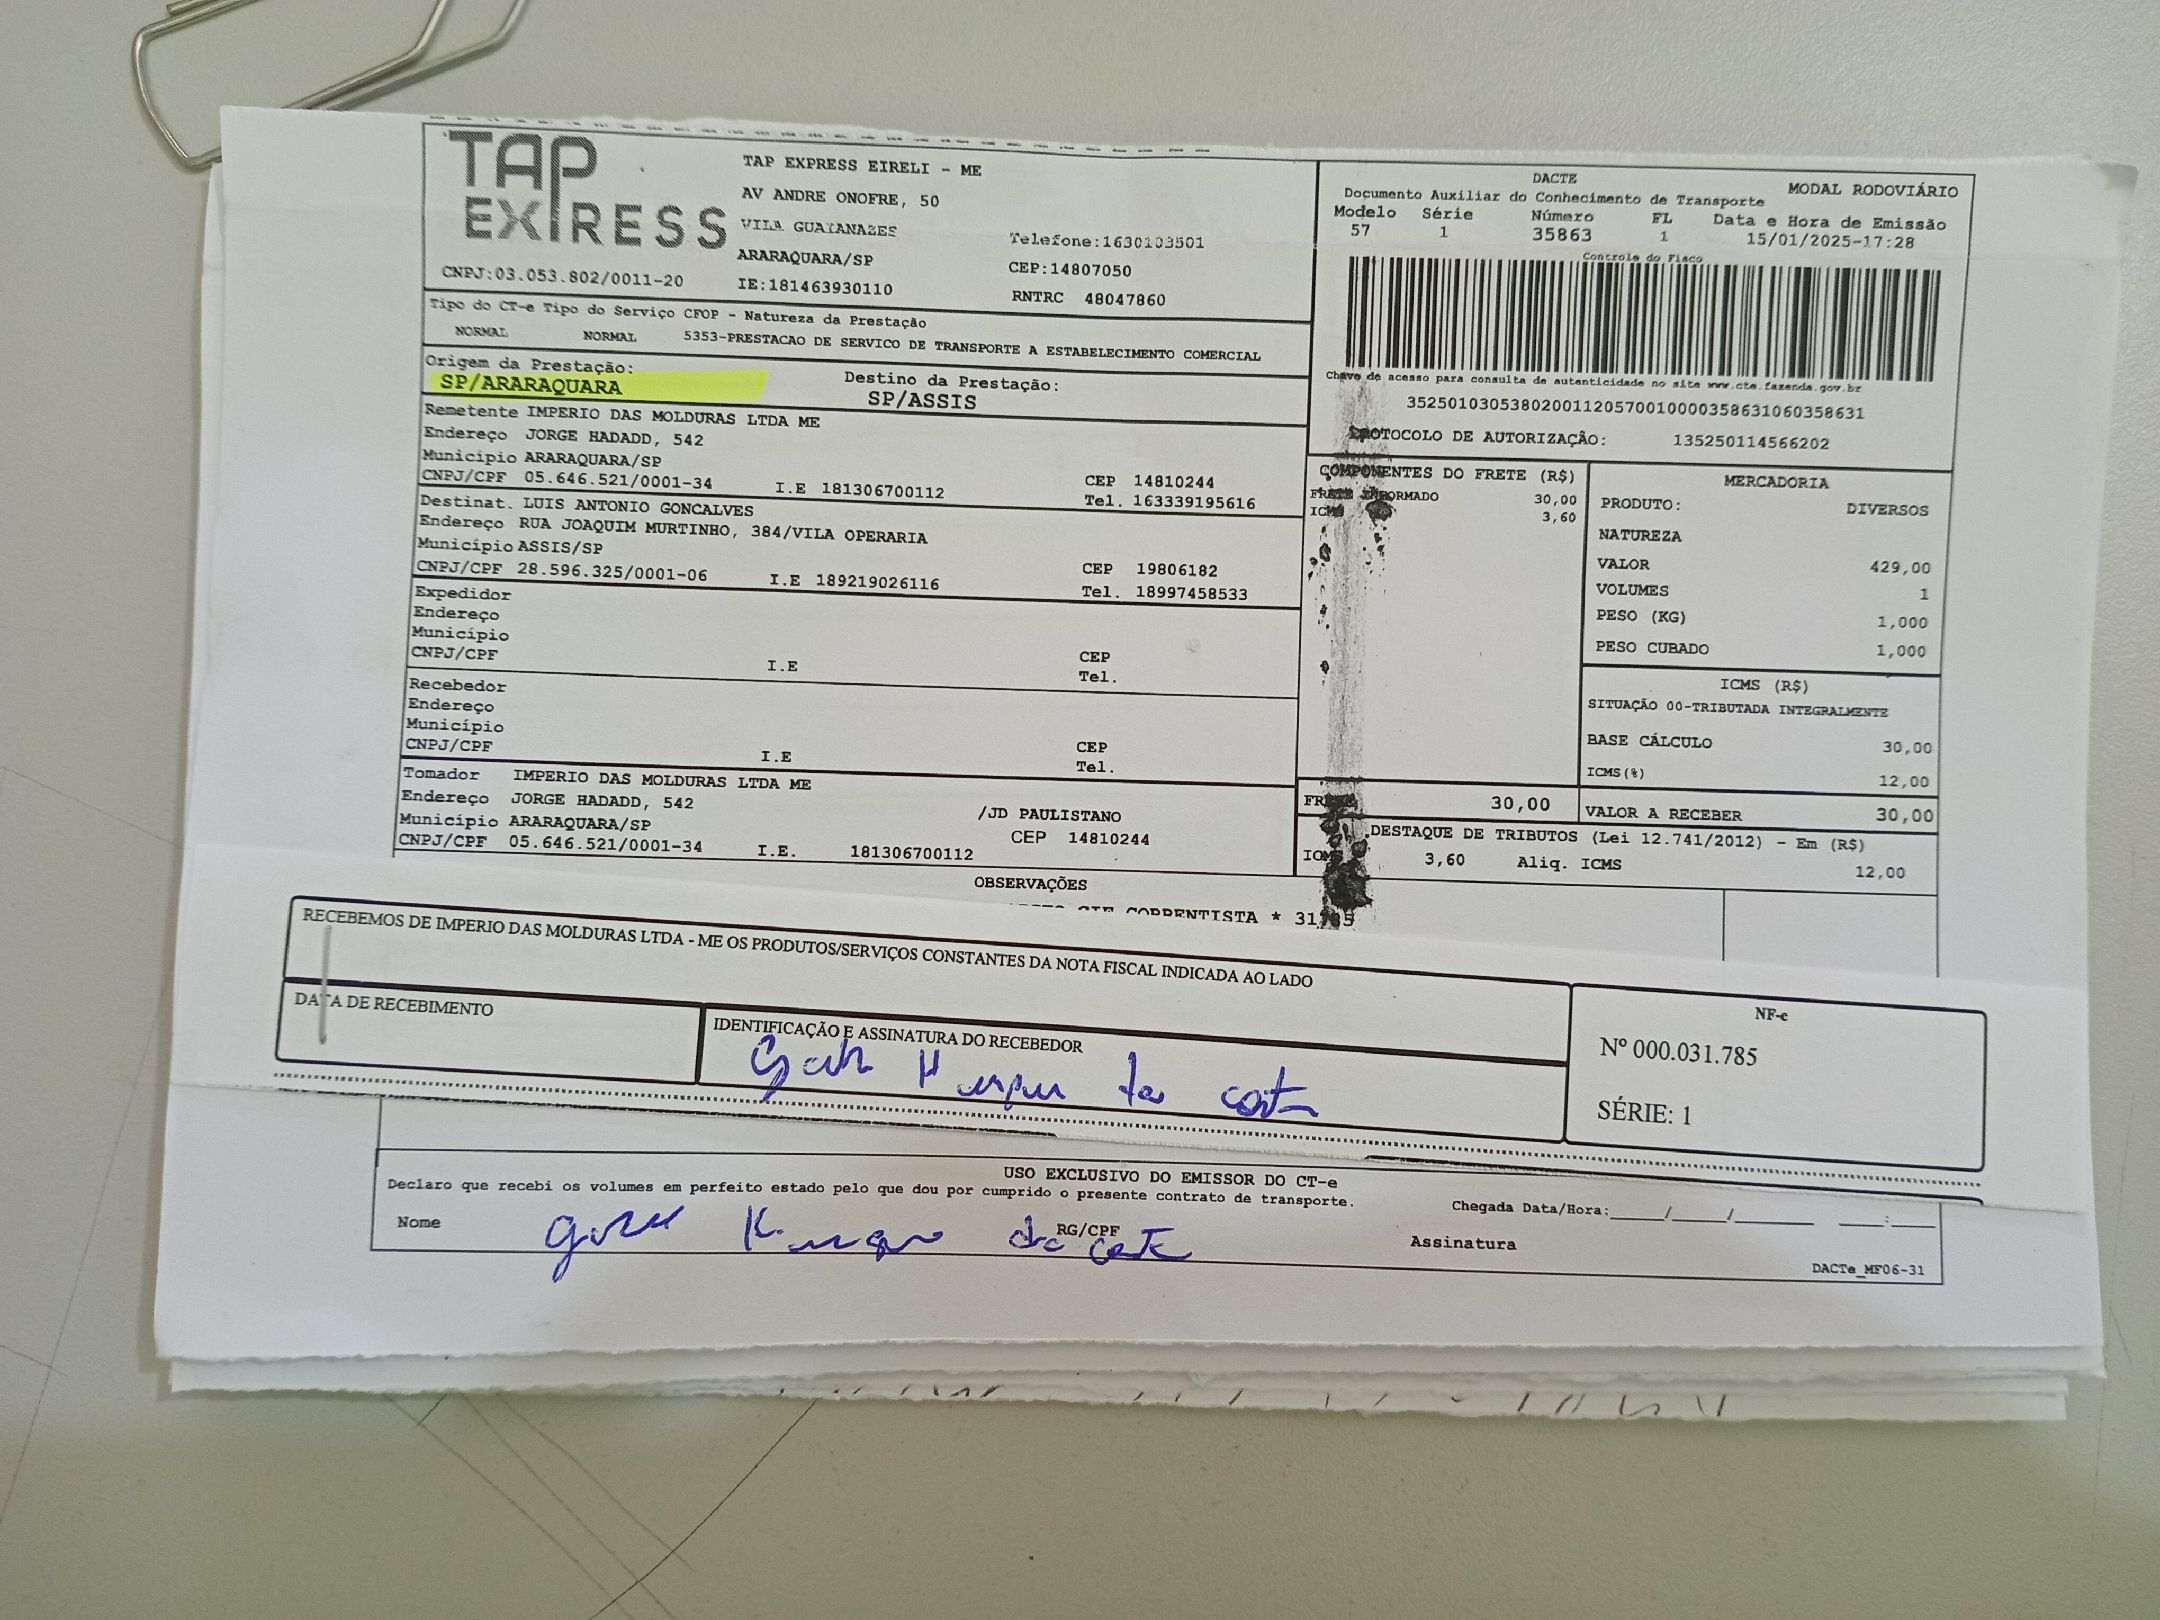 TAP EXPRESS
TAP EXPRESS EIRELI - ME
AV ANDRE ONOFRE, 50
VILA GUAIANAZES
Telefone:1630103501
ARARAQUARA/SP
CEP:14807050
CNPJ:03.053.802/0011-20
IE:181463930110
RNTRC 48047860
DACTE
MODAL RODOVIÁRIO
Documento Auxiliar do Conhecimento de Transporte
Modelo Série Número FL Data e Hora de Emissão
57 1 35863 1 15/01/2025-17:28
Controle do Fisco
Chave de acesso para consulta de autenticidade no site www.cte.fazenda.gov.br
35250103053802001120570010000358631060358631
PROTOCOLO DE AUTORIZAÇÃO: 135250114566202
Tipo do CT-e Tipo do Serviço CFOP - Natureza da Prestação
NORMAL NORMAL 5353-PRESTACAO DE SERVICO DE TRANSPORTE A ESTABELECIMENTO COMERCIAL
Origem da Prestação: Destino da Prestação:
SP/ARARAQUARA SP/ASSIS
Remetente IMPERIO DAS MOLDURAS LTDA ME
Endereço JORGE HADADD, 542
Município ARARAQUARA/SP
CEP 14810244
CNPJ/CPF 05.646.521/0001-34 I.E 181306700112 Tel. 163339195616
Destinat. LUIS ANTONIO GONCALVES
Endereço RUA JOAQUIM MURTINHO, 384/VILA OPERARIA
Município ASSIS/SP
CEP 19806182
CNPJ/CPF 28.596.325/0001-06 I.E 189219026116 Tel. 18997458533
Expedidor
Endereço
Município
CEP
CNPJ/CPF I.E Tel.
Recebedor
Endereço
Município
CEP
CNPJ/CPF I.E Tel.
Tomador IMPERIO DAS MOLDURAS LTDA ME
Endereço JORGE HADADD, 542 /JD PAULISTANO
Município ARARAQUARA/SP CEP 14810244
CNPJ/CPF 05.646.521/0001-34 I.E. 181306700112
COMPONENTES DO FRETE (R$)
FRETE INFORMADO 30,00
ICMS 3,60
MERCADORIA
PRODUTO: DIVERSOS
NATUREZA
VALOR 429,00
VOLUMES 1
PESO (KG) 1,000
PESO CUBADO 1,000
ICMS (R$)
SITUAÇÃO 00-TRIBUTADA INTEGRALMENTE
BASE CÁLCULO 30,00
ICMS(%) 12,00
30,00
VALOR A RECEBER 30,00
DESTAQUE DE TRIBUTOS (Lei 12.741/2012) - Em (R$)
ICMS 3,60 Aliq. ICMS 12,00
OBSERVAÇÕES
CORRENTISTA *
RECEBEMOS DE IMPERIO DAS MOLDURAS LTDA - ME OS PRODUTOS/SERVIÇOS CONSTANTES DA NOTA FISCAL INDICADA AO LADO
DATA DE RECEBIMENTO
IDENTIFICAÇÃO E ASSINATURA DO RECEBEDOR
NF-e
Nº 000.031.785
SÉRIE: 1
USO EXCLUSIVO DO EMISSOR DO CT-e
Declaro que recebi os volumes em perfeito estado pelo que dou por cumprido o presente contrato de transporte.
Chegada Data/Hora:____/____/______ ___:___
Nome RG/CPF Assinatura
DACTe_MF06-31